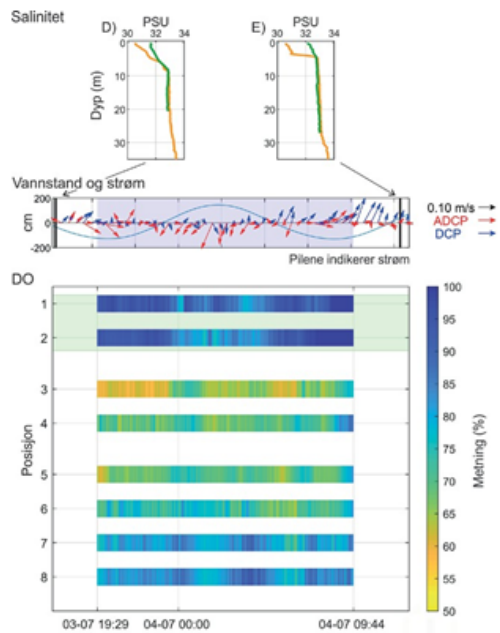 Salinitet
D) PSU
30 32 34
E) PSU
30 32 34
Dyp (m)
0
10
20
30
0
10
20
30
Vannstand og strøm
cm
200
0
-200
0.10 m/s
ADCP
DCP
Pilene indikerer strøm
DO
Posisjon
1
2
3
4
5
6
7
8
03-07 19:29 04-07 00:00 04-07 09:44
100
95
90
85
80
75
70
65
60
55
50
Metning (%)